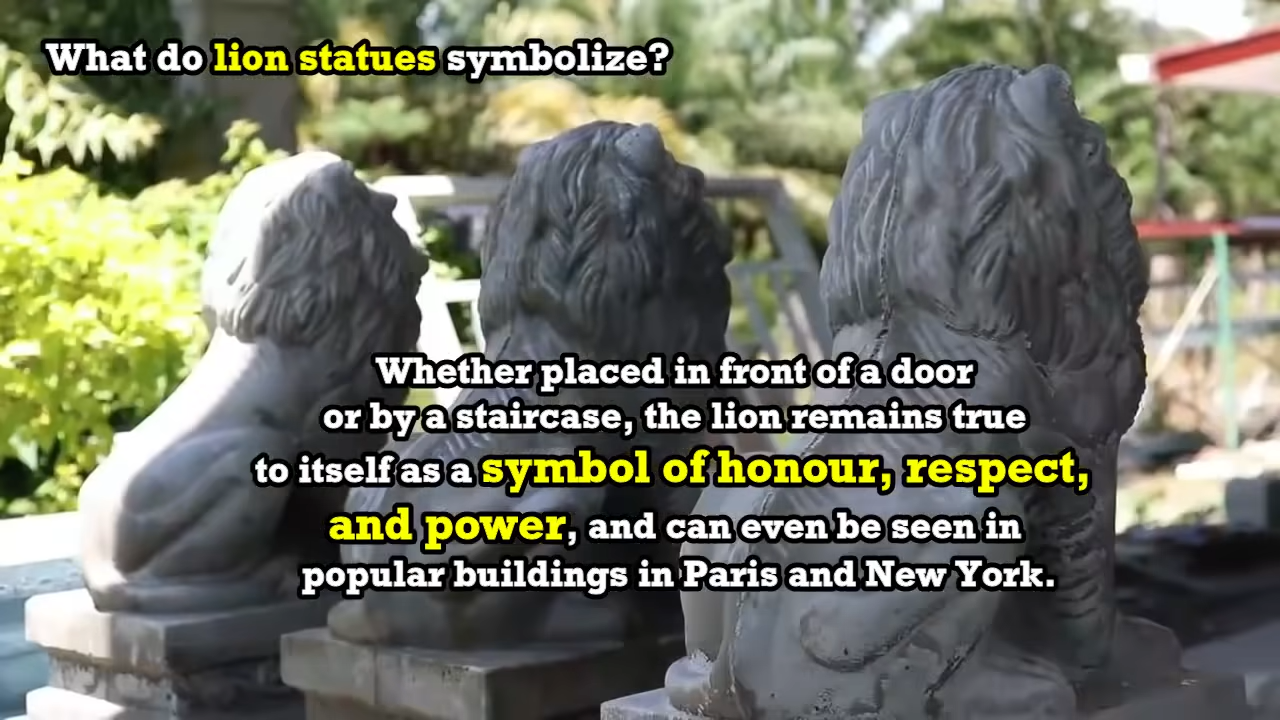 What do lion statues symbolize?
Whether placed in front of a door
or by a staircase, the lion remains true
to itself as a symbol of honour, respect,
and power, and can even be seen in
popular buildings in Paris and New York.